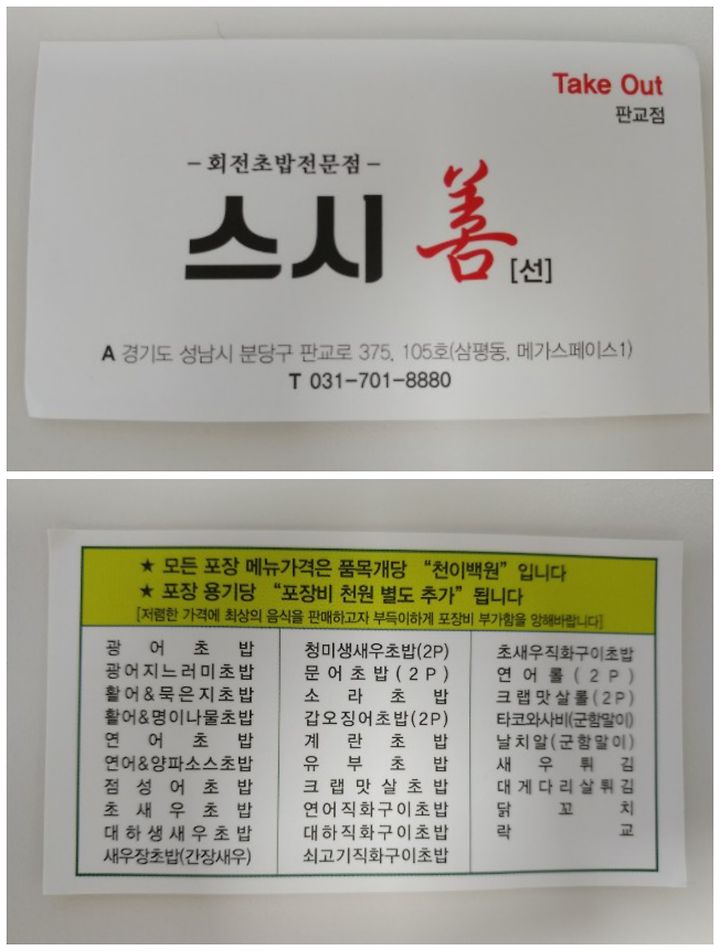 Take Out
판교점
-회전초밥전문점-
스시 善 [선]
A 경기도 성남시 분당구 판교로 375, 105호(삼평동, 메가스페이스1)
T 031-701-8880
★ 모든 포장 메뉴가격은 품목개당 “천이백원” 입니다
★ 포장 용기당 “포장비 천원 별도 추가” 됩니다
[저렴한 가격에 최상의 음식을 판매하고자 부득이하게 포장비 부가함을 양해바랍니다]
광어초밥
광어지느러미초밥
활어&묵은지초밥
활어&명이나물초밥
연어초밥
연어&양파소스초밥
점성어초밥
초새우초밥
대하생새우초밥
새우장초밥(간장새우)
청미생새우초밥(2P)
문어초밥(2P)
소라초밥
갑오징어초밥(2P)
계란초밥
유부초밥
크랩맛살초밥
연어직화구이초밥
대하직화구이초밥
쇠고기직화구이초밥
초새우직화구이초밥
연어롤(2P)
크랩맛살롤(2P)
타코와사비(군함말이)
날치알(군함말이)
새우튀김
대게다리살튀김
닭꼬치
락교